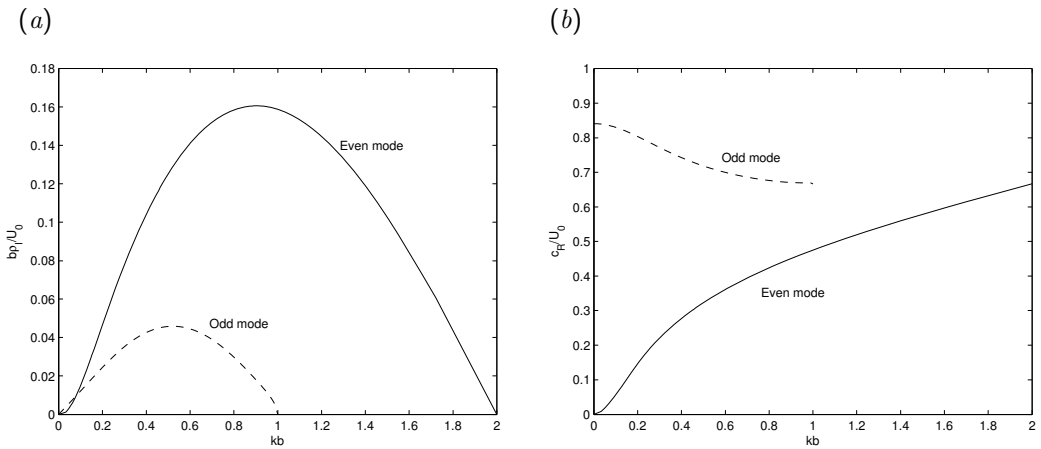 (a)
0.18
0.16
0.14
0.12
0.1
0.08
0.06
0.04
0.02
0
bρI/U0
Even mode
Odd mode
0 0.2 0.4 0.6 0.8 1 1.2 1.4 1.6 1.8 2
kb
(b)
1
0.9
0.8
0.7
0.6
0.5
0.4
0.3
0.2
0.1
0
cR/U0
Odd mode
Even mode
0 0.2 0.4 0.6 0.8 1 1.2 1.4 1.6 1.8 2
kb